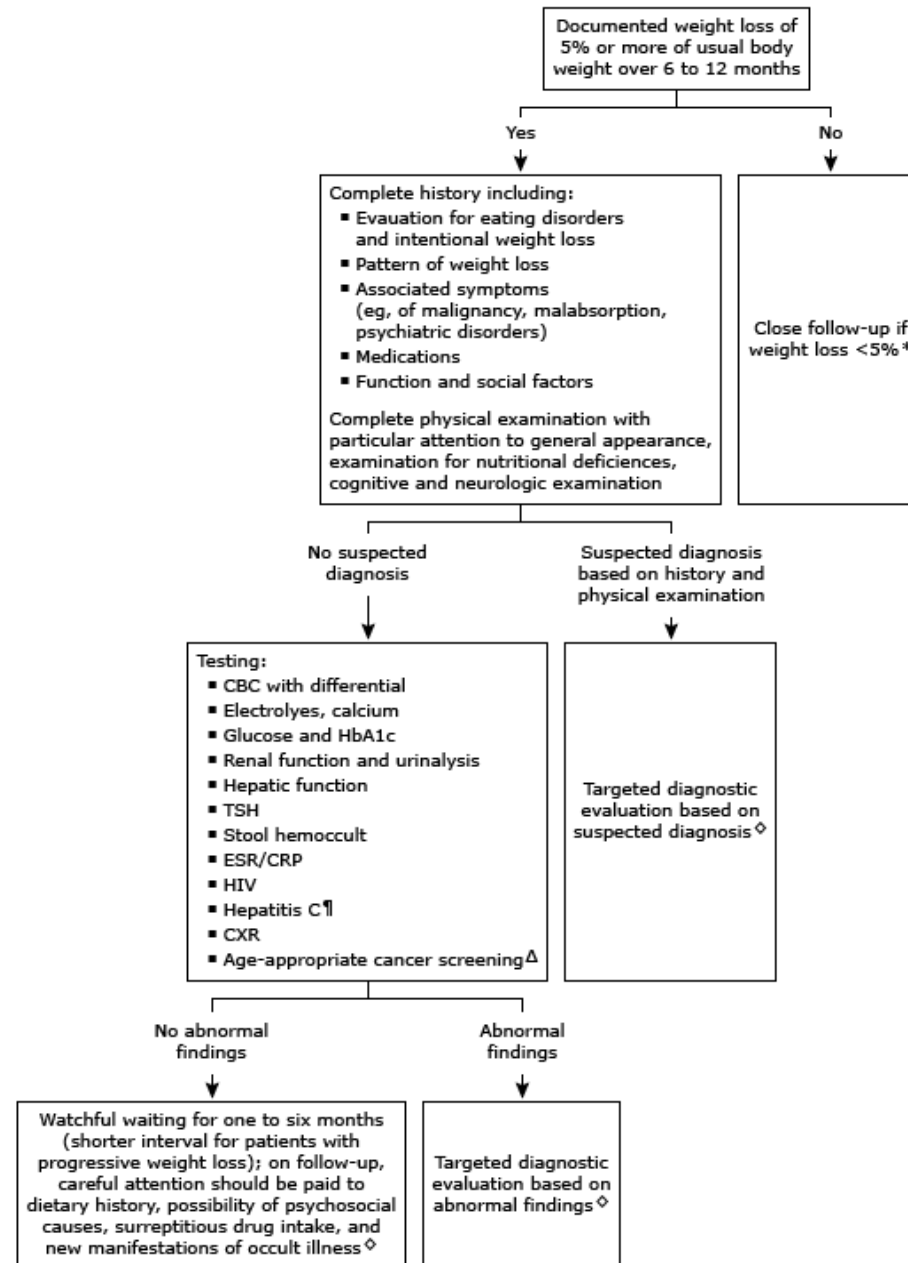 Documented weight loss of
5% or more of usual body
weight over 6 to 12 months
Yes
No
Complete history including:
▪ Evauation for eating disorders
and intentional weight loss
▪ Pattern of weight loss
▪ Associated symptoms
(eg, of malignancy, malabsorption,
psychiatric disorders)
▪ Medications
▪ Function and social factors
Complete physical examination with
particular attention to general appearance,
examination for nutritional deficiences,
cognitive and neurologic examination
Close follow-up if
weight loss <5%*
No suspected
diagnosis
Suspected diagnosis
based on history and
physical examination
Testing:
▪ CBC with differential
▪ Electrolyes, calcium
▪ Glucose and HbA1c
▪ Renal function and urinalysis
▪ Hepatic function
▪ TSH
▪ Stool hemoccult
▪ ESR/CRP
▪ HIV
▪ Hepatitis C¶
▪ CXR
▪ Age-appropriate cancer screening Δ
Targeted diagnostic
evaluation based on
suspected diagnosis ◇
No abnormal
findings
Abnormal
findings
Watchful waiting for one to six months
(shorter interval for patients with
progressive weight loss); on follow-up,
careful attention should be paid to
dietary history, possibility of psychosocial
causes, surreptitious drug intake, and
new manifestations of occult illness ◇
Targeted diagnostic
evaluation based on
abnormal findings ◇